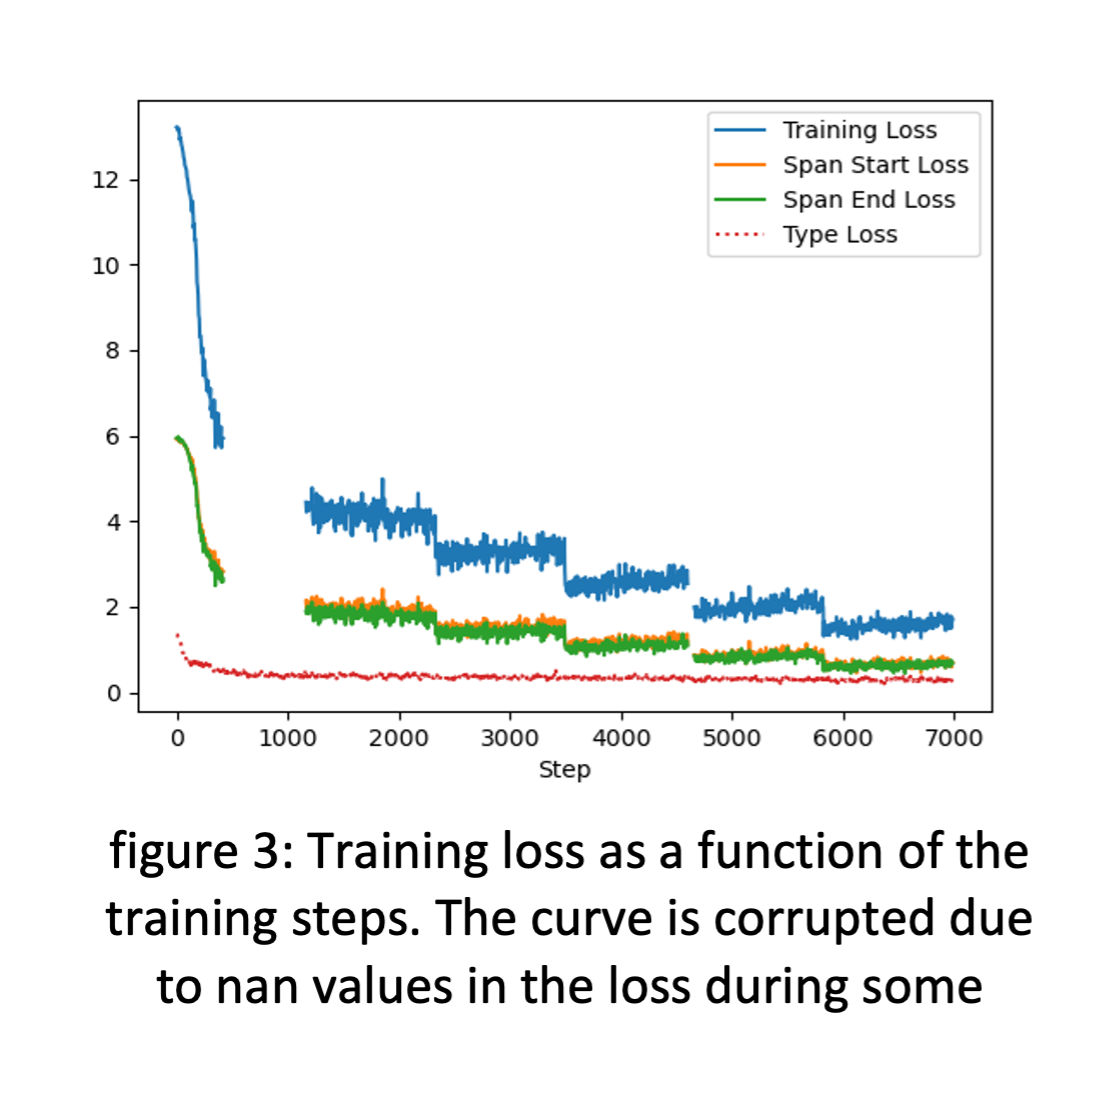 Training Loss
Span Start Loss
Span End Loss
Type Loss
12
10
8
6
4
2
0
0 1000 2000 3000 4000 5000 6000 7000
Step
figure 3: Training loss as a function of the
training steps. The curve is corrupted due
to nan values in the loss during some